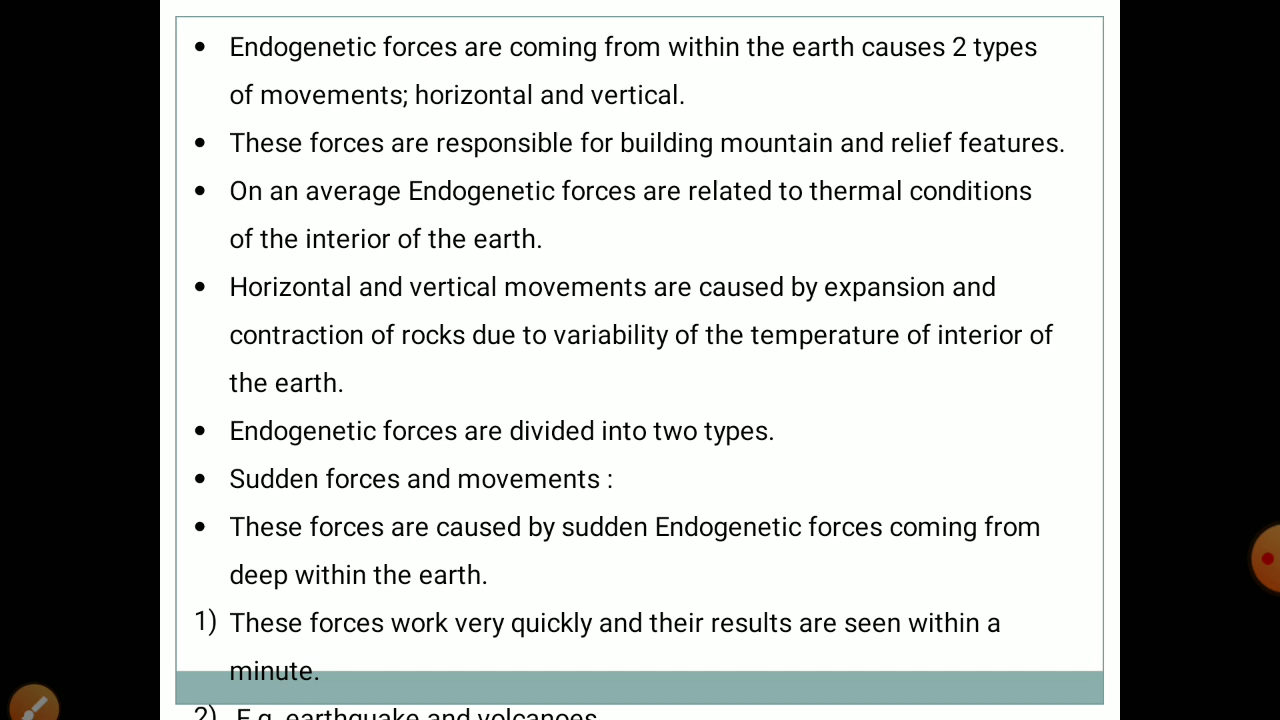 • Endogenetic forces are coming from within the earth causes 2 types
of movements; horizontal and vertical.
• These forces are responsible for building mountain and relief features.
• On an average Endogenetic forces are related to thermal conditions
of the interior of the earth.
• Horizontal and vertical movements are caused by expansion and
contraction of rocks due to variability of the temperature of interior of
the earth.
• Endogenetic forces are divided into two types.
• Sudden forces and movements :
• These forces are caused by sudden Endogenetic forces coming from
deep within the earth.
1) These forces work very quickly and their results are seen within a
minute.
2) E.g. earthquake and volcanoes